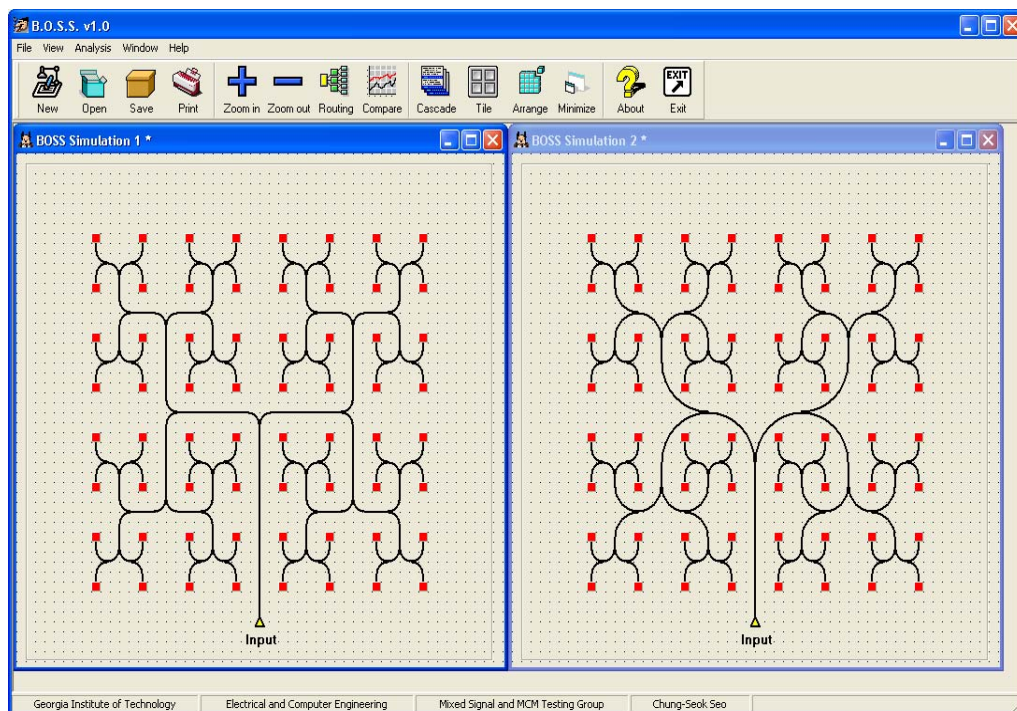 B.O.S.S. v1.0
File View Analysis Window Help
New Open Save Print Zoom in Zoom out Routing Compare Cascade Tile Arrange Minimize About Exit
EXIT
BOSS Simulation 1 *
BOSS Simulation 2 *
Input
Input
Georgia Institute of Technology Electrical and Computer Engineering Mixed Signal and MCM Testing Group Chung-Seok Seo